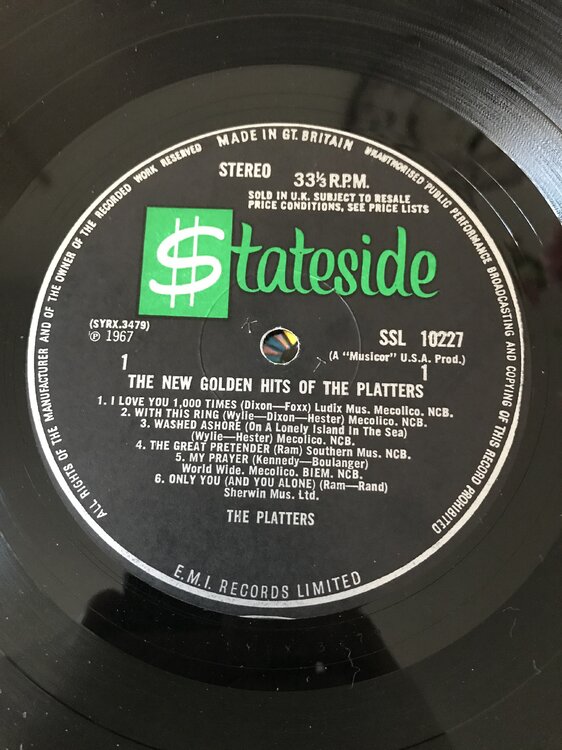 MADE IN GT. BRITAIN
UNAUTHORISED PUBLIC PERFORMANCE BROADCASTING AND COPYING OF THIS RECORD PROHIBITED
ALL RIGHTS OF THE MANUFACTURER AND OF THE OWNER OF THE RECORDED WORK RESERVED
STEREO 33⅓ R.P.M.
SOLD IN U.K. SUBJECT TO RESALE
PRICE CONDITIONS, SEE PRICE LISTS
$tateside
(SYRX.3479)
℗ 1967
SSL 10227
(A "Musicor" U.S.A. Prod.)
1
1
THE NEW GOLDEN HITS OF THE PLATTERS
1. I LOVE YOU 1,000 TIMES (Dixon—Foxx) Ludix Mus. Mecolico. NCB.
2. WITH THIS RING (Wylie—Dixon—Hester) Mecolico. NCB.
3. WASHED ASHORE (On A Lonely Island In The Sea)
(Wylie—Hester) Mecolico. NCB.
4. THE GREAT PRETENDER (Ram) Southern Mus. NCB.
5. MY PRAYER (Kennedy—Boulanger)
World Wide. Mecolico. BIEM. NCB.
6. ONLY YOU (AND YOU ALONE) (Ram—Rand)
Sherwin Mus. Ltd.
THE PLATTERS
E.M.I. RECORDS LIMITED